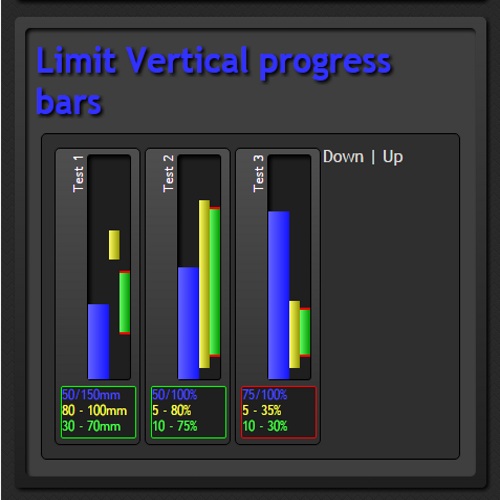 Limit Vertical progress
bars
Test 1
Test 2
Test 3
Down | Up
50/150mm
80 - 100mm
30 - 70mm
50/100%
5 - 80%
10 - 75%
75/100%
5 - 35%
10 - 30%